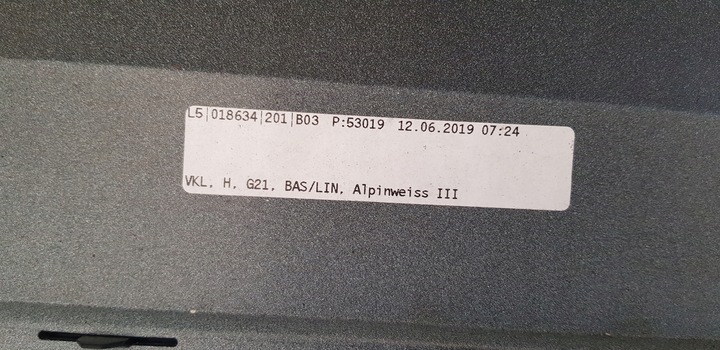 L5|018634|201|B03 P:53019 12.06.2019 07:24
VKL. H. G21. BAS/LIN. Alpinweiss III